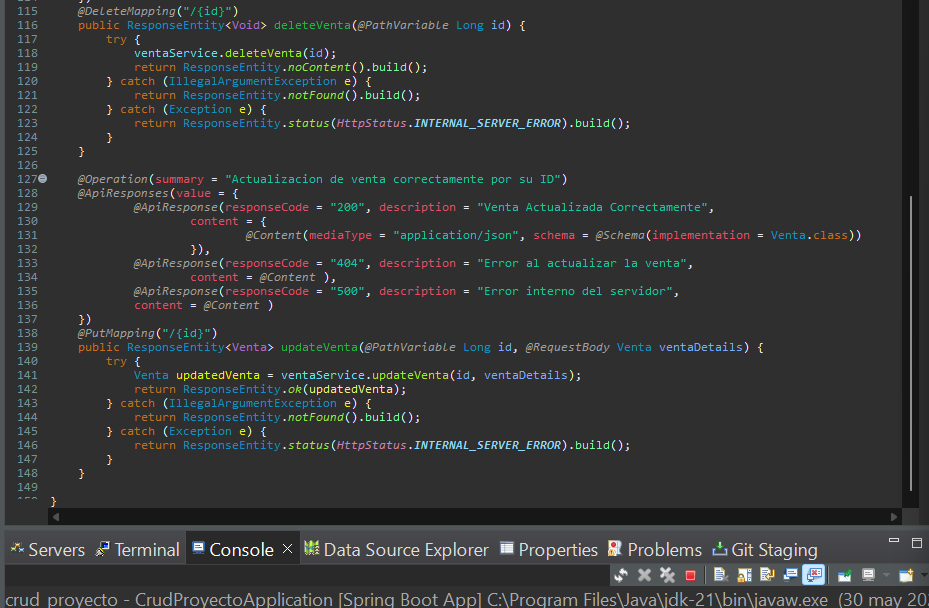 115 @DeleteMapping("/{id}")
116 public ResponseEntity<Void> deleteVenta(@PathVariable Long id) {
117 try {
118 ventaService.deleteVenta(id);
119 return ResponseEntity.noContent().build();
120 } catch (IllegalArgumentException e) {
121 return ResponseEntity.notFound().build();
122 } catch (Exception e) {
123 return ResponseEntity.status(HttpStatus.INTERNAL_SERVER_ERROR).build();
124 }
125 }
126
127 @Operation(summary = "Actualizacion de venta correctamente por su ID")
128 @ApiResponses(value = {
129 @ApiResponse(responseCode = "200", description = "Venta Actualizada Correctamente",
130 content = {
131 @Content(mediaType = "application/json", schema = @Schema(implementation = Venta.class))
132 }),
133 @ApiResponse(responseCode = "404", description = "Error al actualizar la venta",
134 content = @Content ),
135 @ApiResponse(responseCode = "500", description = "Error interno del servidor",
136 content = @Content )
137 })
138 @PutMapping("/{id}")
139 public ResponseEntity<Venta> updateVenta(@PathVariable Long id, @RequestBody Venta ventaDetails) {
140 try {
141 Venta updatedVenta = ventaService.updateVenta(id, ventaDetails);
142 return ResponseEntity.ok(updatedVenta);
143 } catch (IllegalArgumentException e) {
144 return ResponseEntity.notFound().build();
145 } catch (Exception e) {
146 return ResponseEntity.status(HttpStatus.INTERNAL_SERVER_ERROR).build();
147 }
148 }
149
}
Servers Terminal Console Data Source Explorer Properties Problems Git Staging
crud_proyecto - CrudProyectoApplication [Spring Boot App] C:\Program Files\Java\jdk-21\bin\javaw.exe (30 may